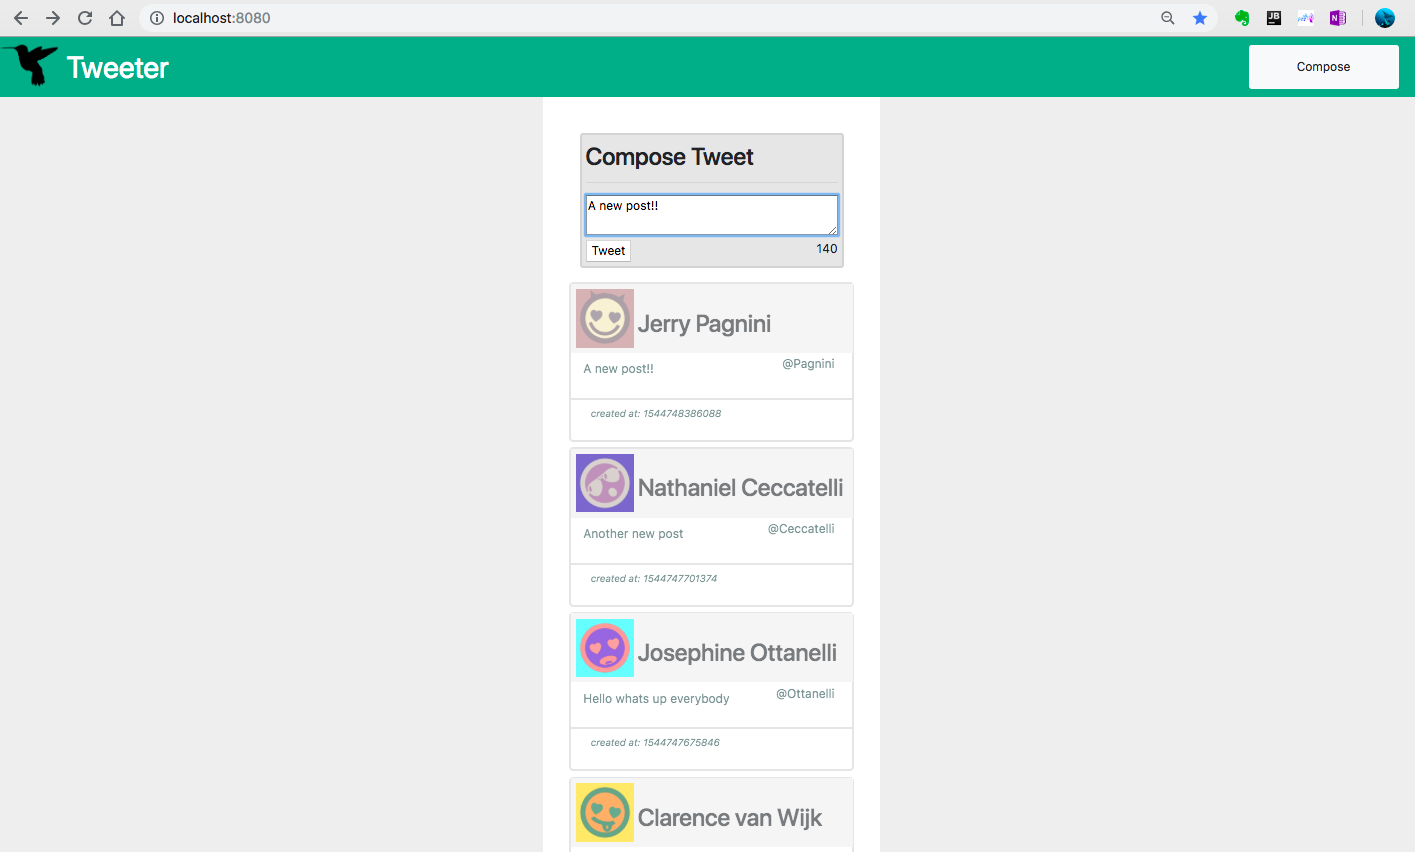 localhost:8080
Tweeter
Compose
Compose Tweet
A new post!!
Tweet
140
Jerry Pagnini
A new post!!
@Pagnini
created at: 1544748386088
Nathaniel Ceccatelli
Another new post
@Ceccatelli
created at: 1544747701374
Josephine Ottanelli
Hello whats up everybody
@Ottanelli
created at: 1544747675846
Clarence van Wijk